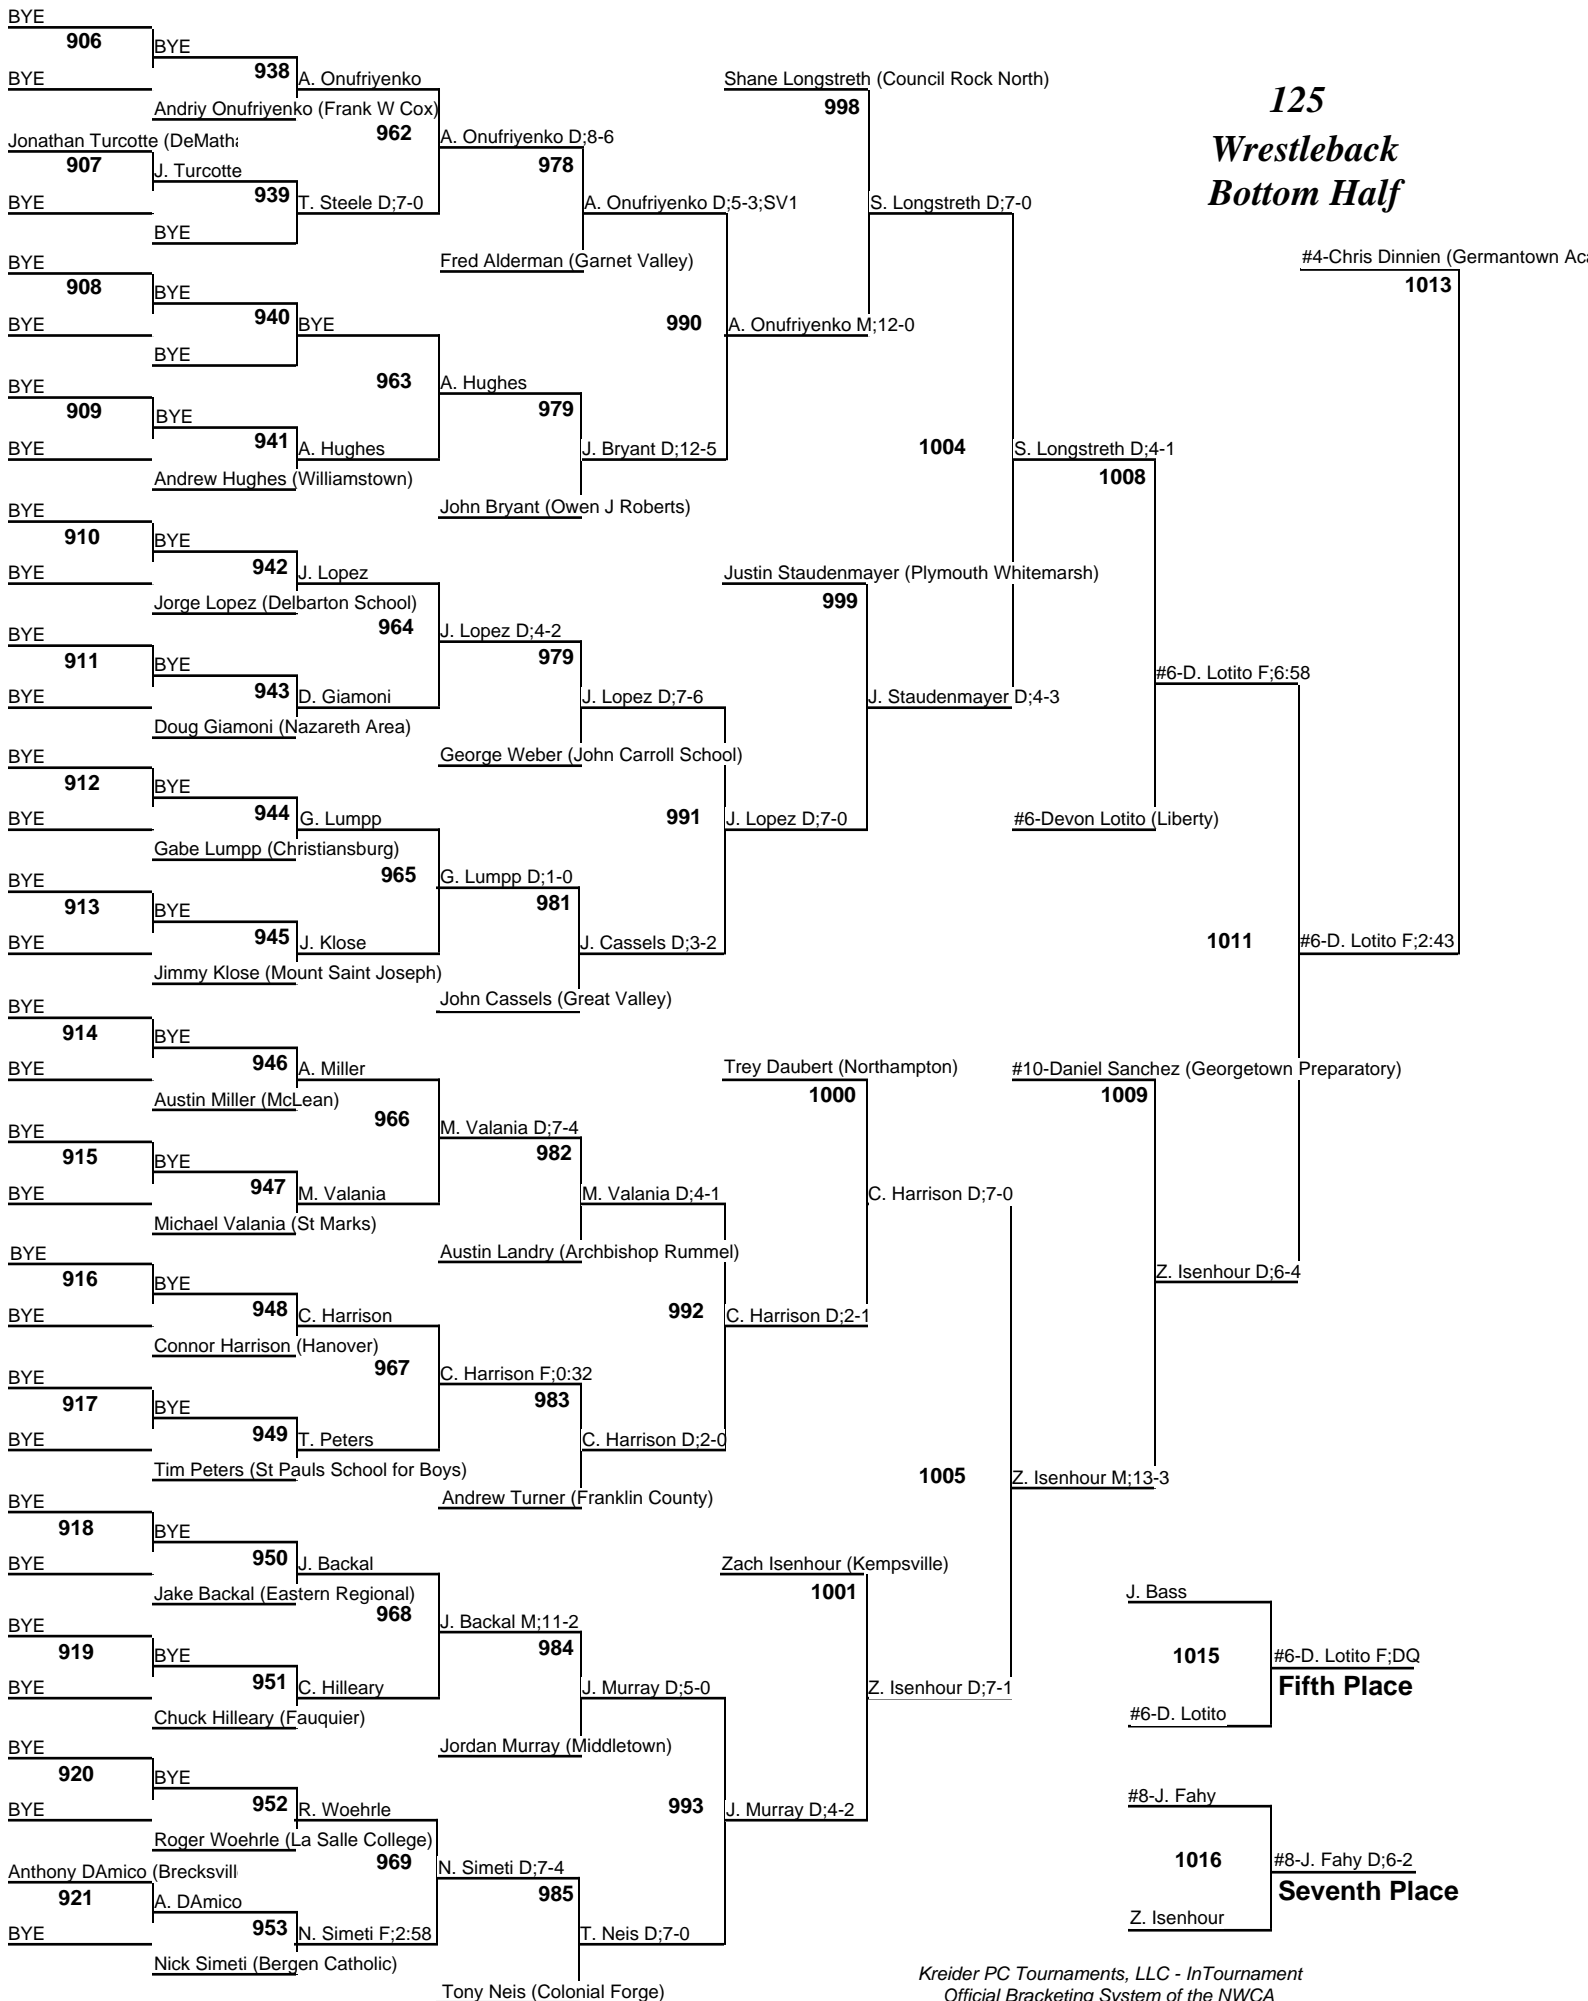 BYE
906
BYE
BYE
938
A. Onufriyenko
Andriy Onufriyenko (Frank W Cox)
962
Jonathan Turcotte (DeMatha
907
J. Turcotte
BYE
939
T. Steele D;7-0
BYE
A. Onufriyenko D;8-6
978
A. Onufriyenko D;5-3;SV1
Fred Alderman (Garnet Valley)
BYE
908
BYE
BYE
940
BYE
BYE
963
BYE
909
BYE
BYE
941
A. Hughes
Andrew Hughes (Williamstown)
A. Hughes
979
J. Bryant D;12-5
John Bryant (Owen J Roberts)
990
A. Onufriyenko M;12-0
Shane Longstreth (Council Rock North)
998
S. Longstreth D;7-0
125
Wrestleback
Bottom Half
#4-Chris Dinnien (Germantown Aca
1013
BYE
910
BYE
BYE
942
J. Lopez
Jorge Lopez (Delbarton School)
964
BYE
911
BYE
BYE
943
D. Giamoni
Doug Giamoni (Nazareth Area)
J. Lopez D;4-2
979
J. Lopez D;7-6
George Weber (John Carroll School)
BYE
912
BYE
BYE
944
G. Lumpp
Gabe Lumpp (Christiansburg)
965
BYE
913
BYE
BYE
945
J. Klose
Jimmy Klose (Mount Saint Joseph)
G. Lumpp D;1-0
981
J. Cassels D;3-2
John Cassels (Great Valley)
991
J. Lopez D;7-0
Justin Staudenmayer (Plymouth Whitemarsh)
999
J. Staudenmayer D;4-3
1004
S. Longstreth D;4-1
1008
#6-D. Lotito F;6:58
#6-Devon Lotito (Liberty)
1011
#6-D. Lotito F;2:43
BYE
914
BYE
BYE
946
A. Miller
Austin Miller (McLean)
966
BYE
915
BYE
BYE
947
M. Valania
Michael Valania (St Marks)
M. Valania D;7-4
982
M. Valania D;4-1
Austin Landry (Archbishop Rummel)
BYE
916
BYE
BYE
948
C. Harrison
Connor Harrison (Hanover)
967
BYE
917
BYE
BYE
949
T. Peters
Tim Peters (St Pauls School for Boys)
C. Harrison F;0:32
983
C. Harrison D;2-0
Andrew Turner (Franklin County)
992
C. Harrison D;2-1
Trey Daubert (Northampton)
1000
C. Harrison D;7-0
#10-Daniel Sanchez (Georgetown Preparatory)
1009
Z. Isenhour D;6-4
1005
Z. Isenhour M;13-3
BYE
918
BYE
BYE
950
J. Backal
Jake Backal (Eastern Regional)
968
BYE
919
BYE
BYE
951
C. Hilleary
Chuck Hilleary (Fauquier)
J. Backal M;11-2
984
J. Murray D;5-0
Jordan Murray (Middletown)
BYE
920
BYE
BYE
952
R. Woehrle
Roger Woehrle (La Salle College)
969
Anthony DAmico (Brecksvill
921
A. DAmico
BYE
953
N. Simeti F;2:58
Nick Simeti (Bergen Catholic)
N. Simeti D;7-4
985
T. Neis D;7-0
Tony Neis (Colonial Forge)
993
J. Murray D;4-2
Zach Isenhour (Kempsville)
1001
Z. Isenhour D;7-1
J. Bass
1015
#6-D. Lotito F;DQ
Fifth Place
#6-D. Lotito
#8-J. Fahy
1016
#8-J. Fahy D;6-2
Seventh Place
Z. Isenhour
Kreider PC Tournaments, LLC - InTournament
Official Bracketing System of the NWCA